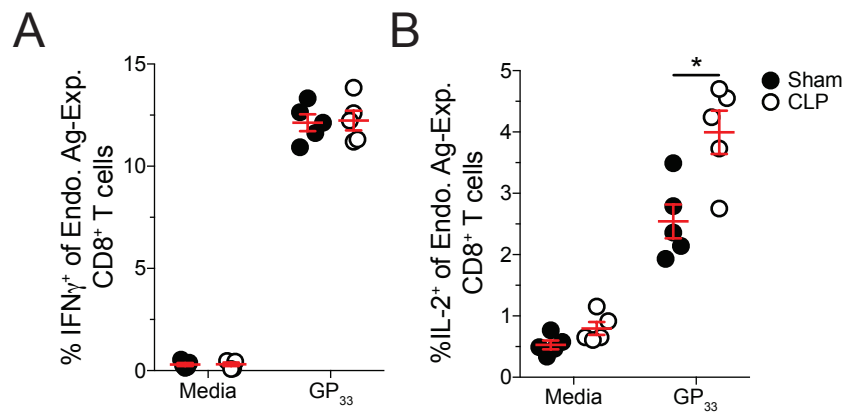 A
% IFNγ⁺ of Endo. Ag-Exp.
CD8⁺ T cells
15
10
5
0
Media
GP₃₃
B
%IL-2⁺ of Endo. Ag-Exp.
CD8⁺ T cells
5
4
3
2
1
0
*
Media
GP₃₃
Sham
CLP